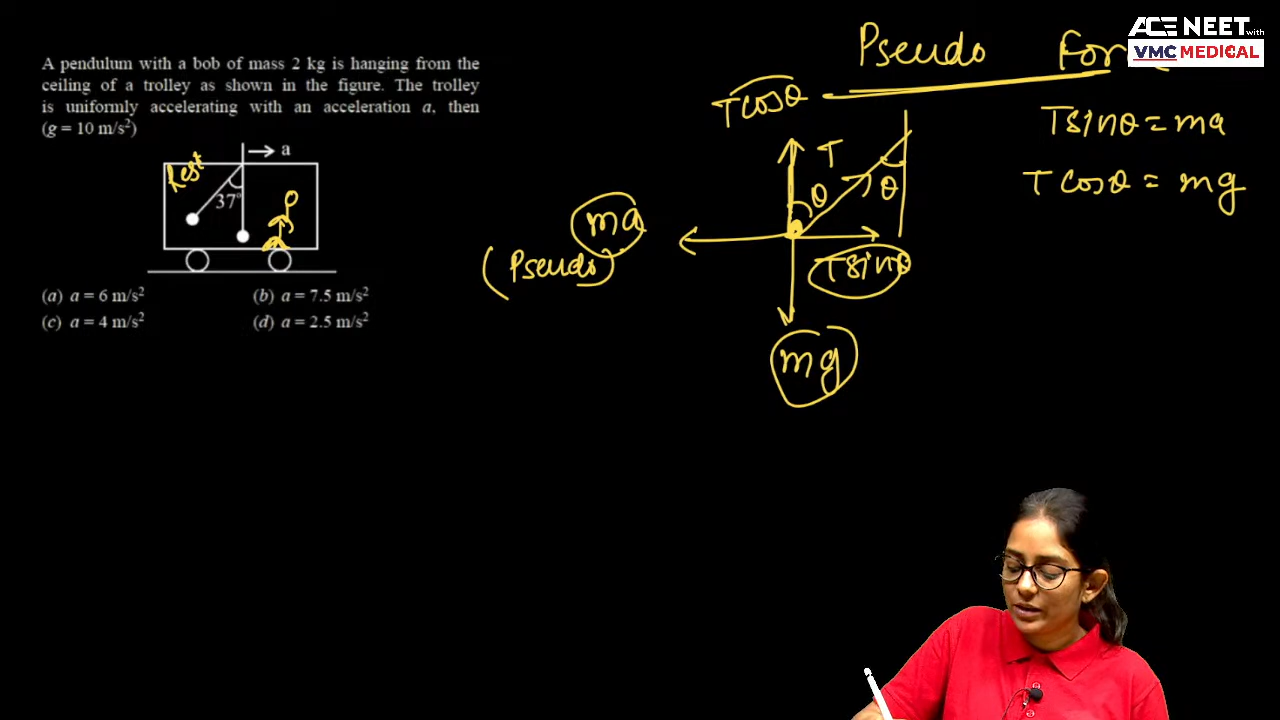 A pendulum with a bob of mass 2 kg is hanging from the
ceiling of a trolley as shown in the figure. The trolley
is uniformly accelerating with an acceleration a, then
(g = 10 m/s²)
a
Rest
37°
(a) a = 6 m/s²
(b) a = 7.5 m/s²
(c) a = 4 m/s²
(d) a = 2.5 m/s²
Pseudo
Tcosθ
T
θ
θ
ma
(Pseudo)
Tsinθ
mg
Tsinθ = ma
Tcosθ = mg
ACE NEET with
VMC MEDICAL